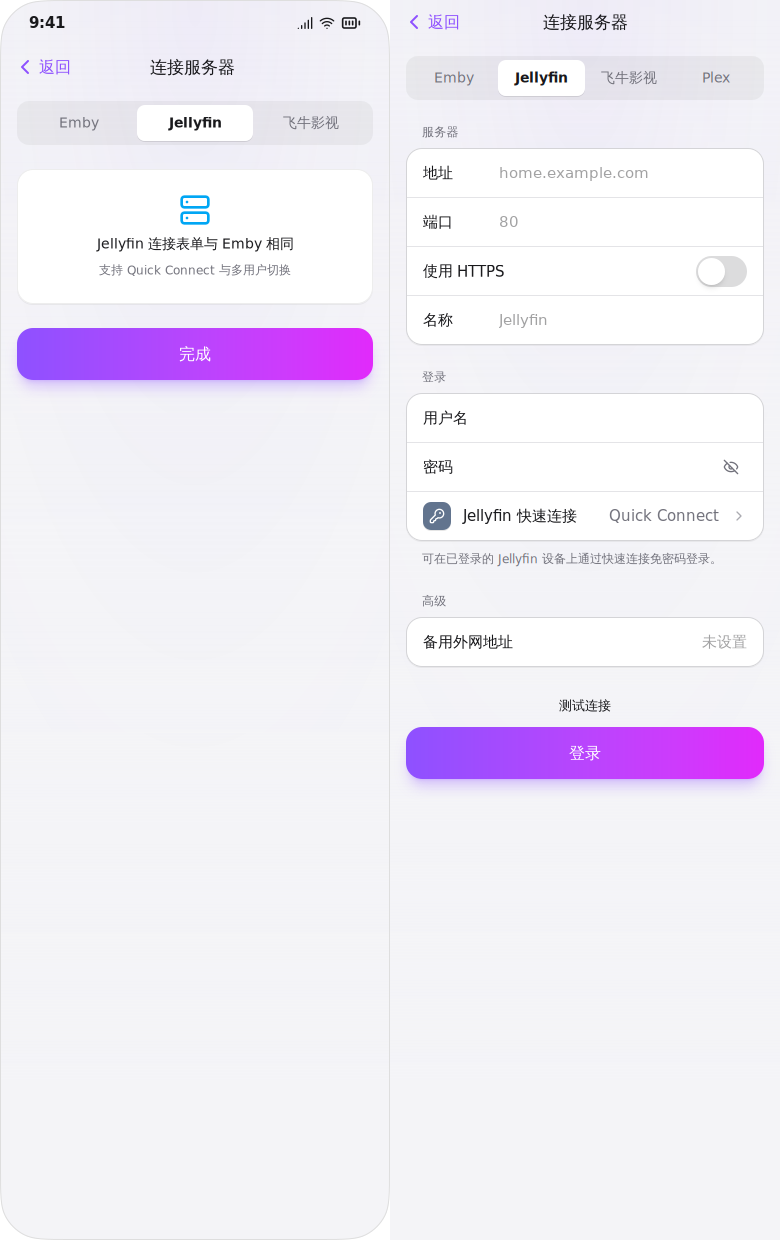 9:41
返回
连接服务器
Emby
Jellyfin
飞牛影视
Jellyfin 连接表单与 Emby 相同
支持 Quick Connect 与多用户切换
完成
返回
连接服务器
Emby
Jellyfin
飞牛影视
Plex
服务器
地址 home.example.com
端口 80
使用 HTTPS
名称 Jellyfin
登录
用户名
密码
Jellyfin 快速连接 Quick Connect
可在已登录的 Jellyfin 设备上通过快速连接免密码登录。
高级
备用外网地址 未设置
测试连接
登录